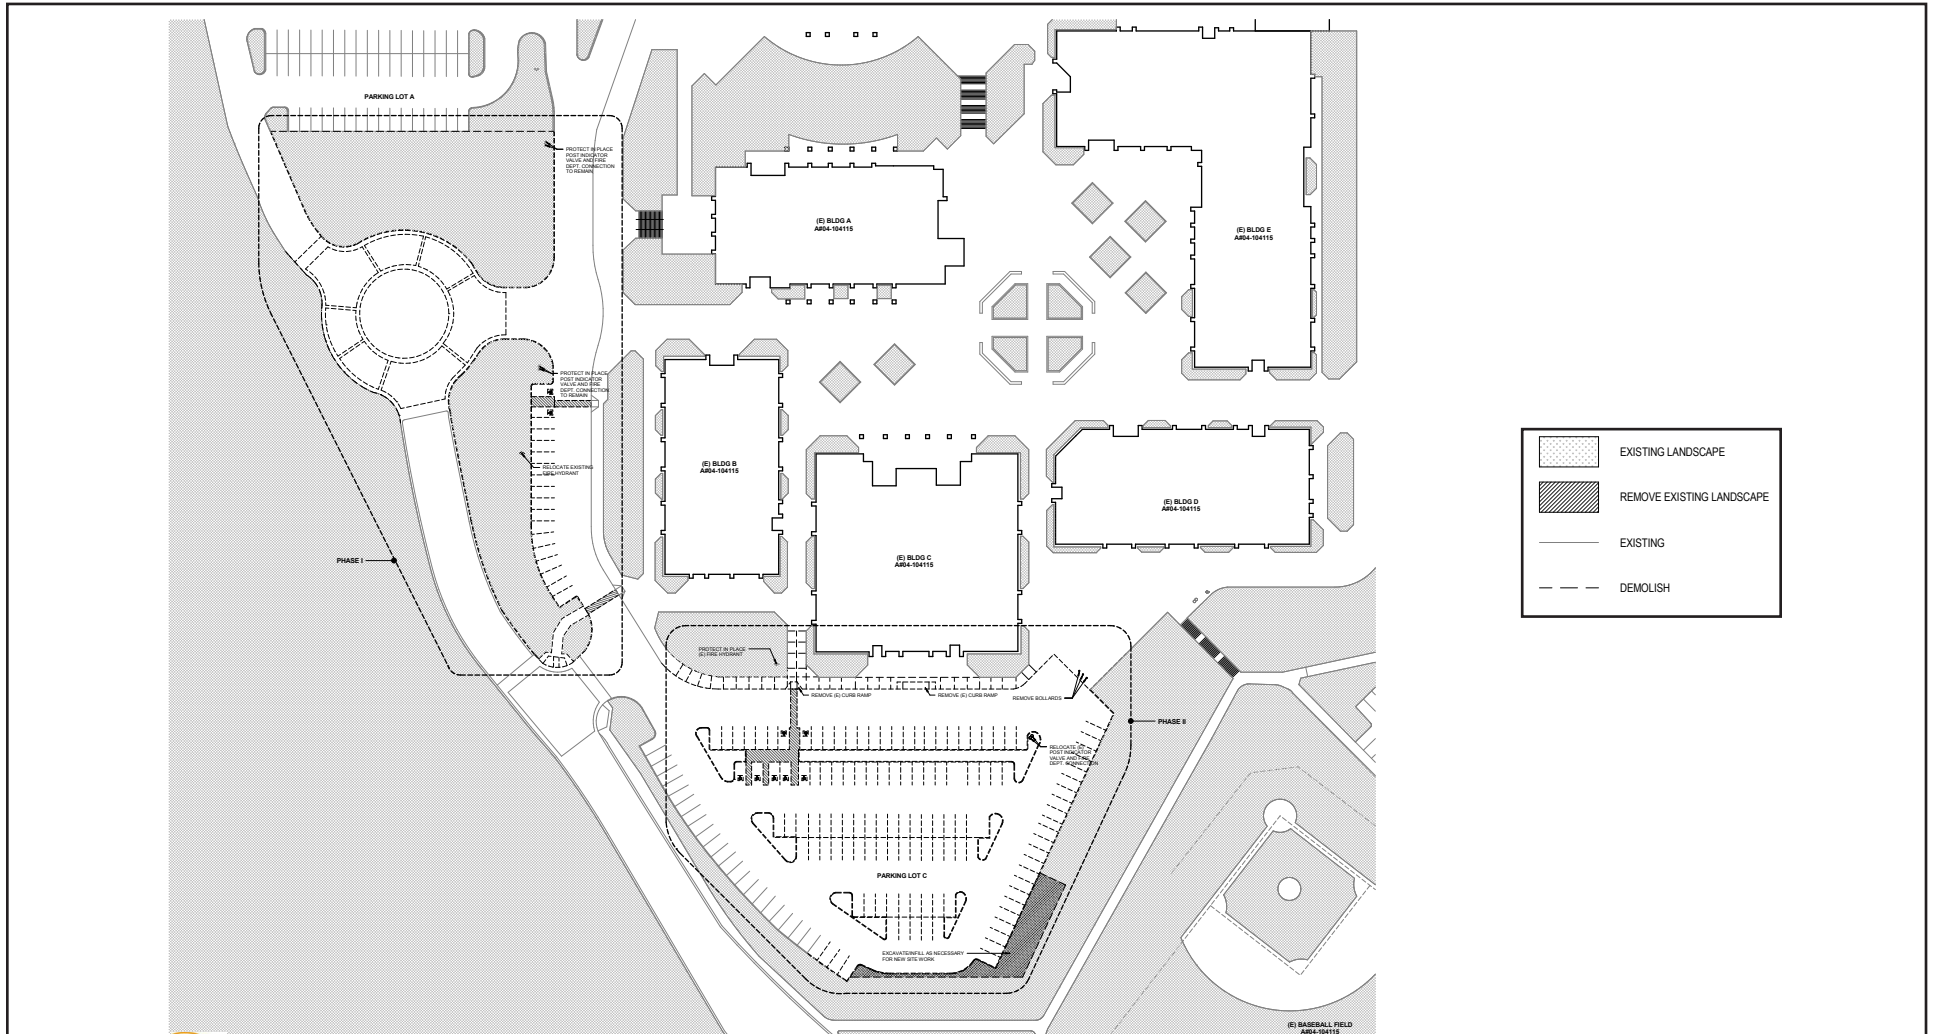 PARKING LOT A
PROTECT IN PLACE
POST INDICATOR
VALVE AND FIRE
DEPT. CONNECTION
TO REMAIN
(E) BLDG A
A#04-104115
(E) BLDG E
A#04-104115
PROTECT IN PLACE
POST INDICATOR
VALVE AND FIRE
DEPT. CONNECTION
TO REMAIN
RELOCATE EXISTING
FIRE HYDRANT
(E) BLDG B
A#04-104115
(E) BLDG D
A#04-104115
(E) BLDG C
A#04-104115
PHASE I
EXISTING LANDSCAPE
REMOVE EXISTING LANDSCAPE
EXISTING
DEMOLISH
PROTECT IN PLACE
(E) FIRE HYDRANT
REMOVE (E) CURB RAMP
REMOVE (E) CURB RAMP
REMOVE BOLLARDS
PHASE II
RELOCATE (E)
POST INDICATOR
VALVE AND FIRE
DEPT. CONNECTION
PARKING LOT C
EXCAVATE/INFILL AS NECESSARY
FOR NEW SITE WORK
(E) BASEBALL FIELD
A#04-104115